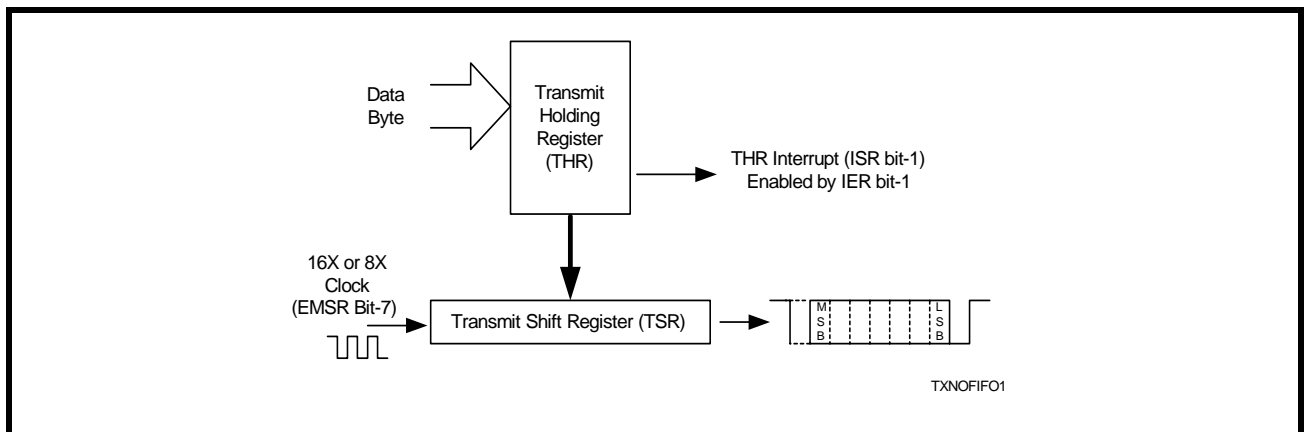 Data
Byte
Transmit
Holding
Register
(THR)
THR Interrupt (ISR bit-1)
Enabled by IER bit-1
16X or 8X
Clock
(EMSR Bit-7)
Transmit Shift Register (TSR)
M
S
B
L
S
B
TXNOFIFO1